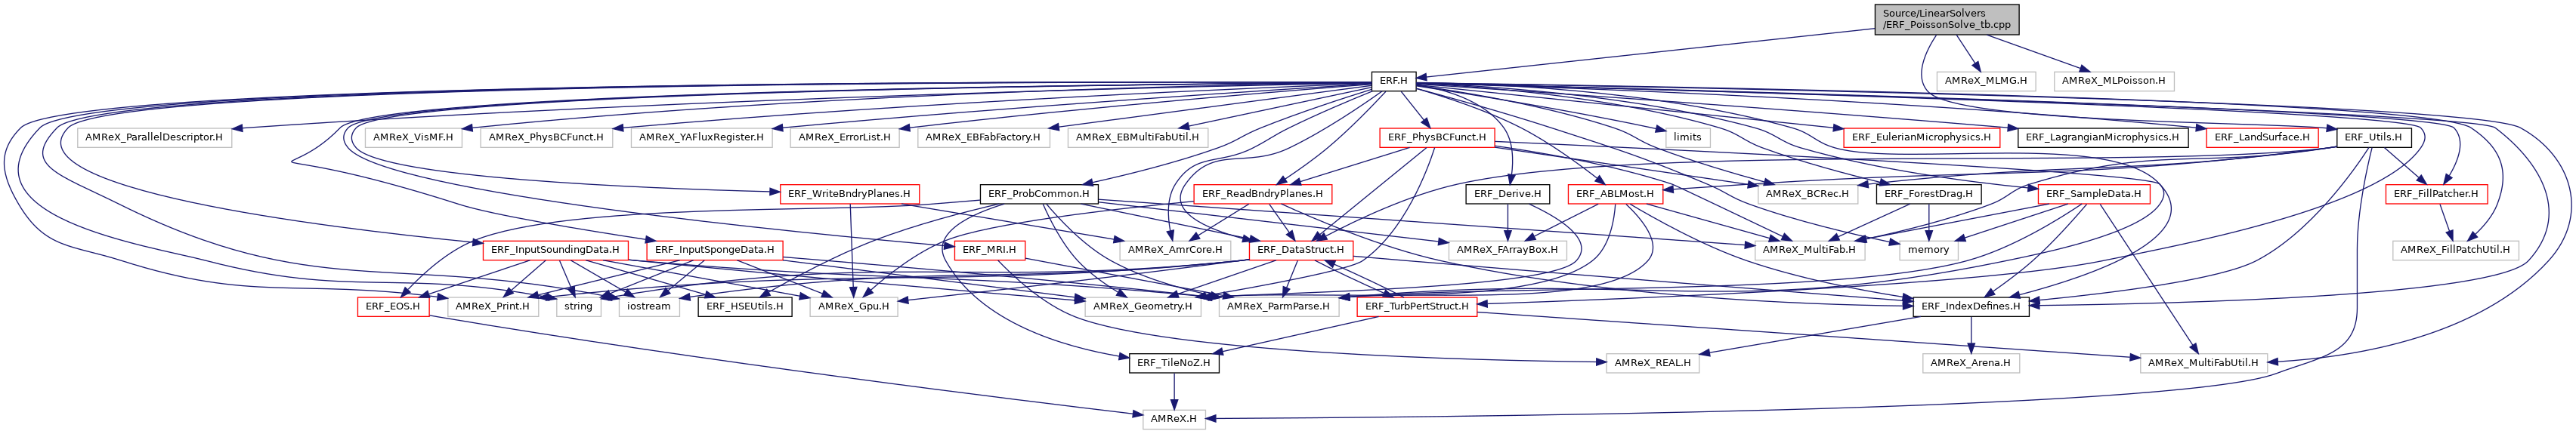 Source/LinearSolvers
/ERF_PoissonSolve_tb.cpp
ERF.H
AMReX_MLMG.H
AMReX_MLPoisson.H
AMReX_ParallelDescriptor.H
AMReX_VisMF.H
AMReX_PhysBCFunct.H
AMReX_YAFluxRegister.H
AMReX_ErrorList.H
AMReX_EBFabFactory.H
AMReX_EBMultiFabUtil.H
ERF_PhysBCFunct.H
limits
ERF_EulerianMicrophysics.H
ERF_LagrangianMicrophysics.H
ERF_LandSurface.H
ERF_Utils.H
ERF_WriteBndryPlanes.H
ERF_ProbCommon.H
ERF_ReadBndryPlanes.H
ERF_Derive.H
ERF_ABLMost.H
AMReX_BCRec.H
ERF_ForestDrag.H
ERF_SampleData.H
ERF_FillPatcher.H
ERF_InputSoundingData.H
ERF_InputSpongeData.H
ERF_MRI.H
AMReX_AmrCore.H
ERF_DataStruct.H
AMReX_FArrayBox.H
AMReX_MultiFab.H
memory
AMReX_FillPatchUtil.H
ERF_EOS.H
AMReX_Print.H
string
iostream
ERF_HSEUtils.H
AMReX_Gpu.H
AMReX_Geometry.H
AMReX_ParmParse.H
ERF_TurbPertStruct.H
ERF_IndexDefines.H
ERF_TileNoZ.H
AMReX_REAL.H
AMReX_Arena.H
AMReX_MultiFabUtil.H
AMReX.H